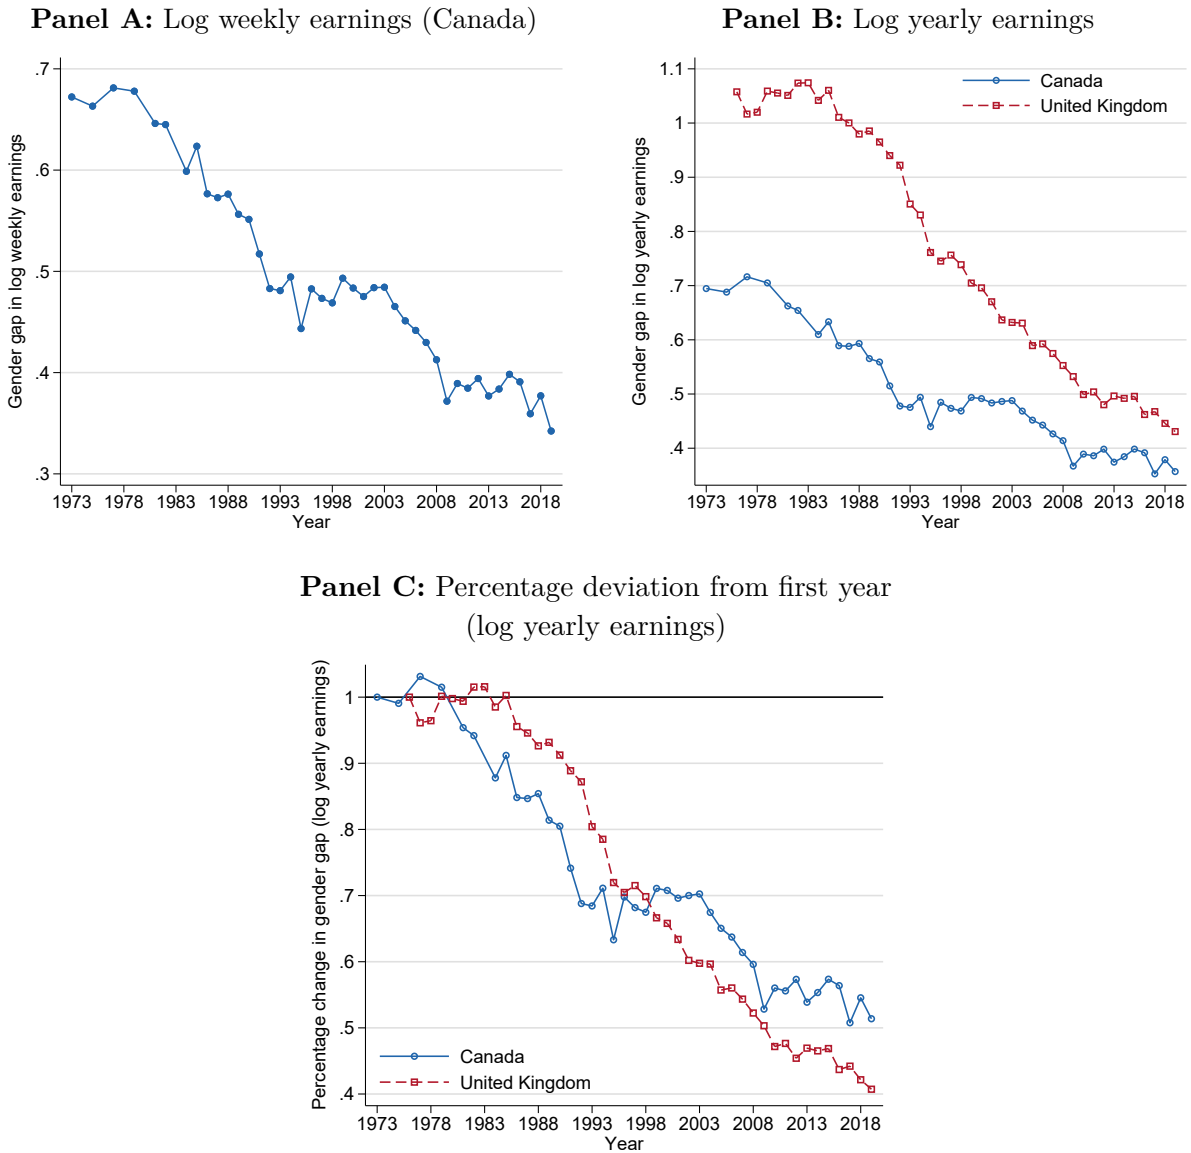 Panel A: Log weekly earnings (Canada)
Gender gap in log weekly earnings
.7
.6
.5
.4
.3
1973 1978 1983 1988 1993 1998 2003 2008 2013 2018
Year
Panel B: Log yearly earnings
Gender gap in log yearly earnings
1.1
1
.9
.8
.7
.6
.5
.4
Canada
United Kingdom
1973 1978 1983 1988 1993 1998 2003 2008 2013 2018
Year
Panel C: Percentage deviation from first year
(log yearly earnings)
Percentage change in gender gap (log yearly earnings)
1
.9
.8
.7
.6
.5
.4
Canada
United Kingdom
1973 1978 1983 1988 1993 1998 2003 2008 2013 2018
Year